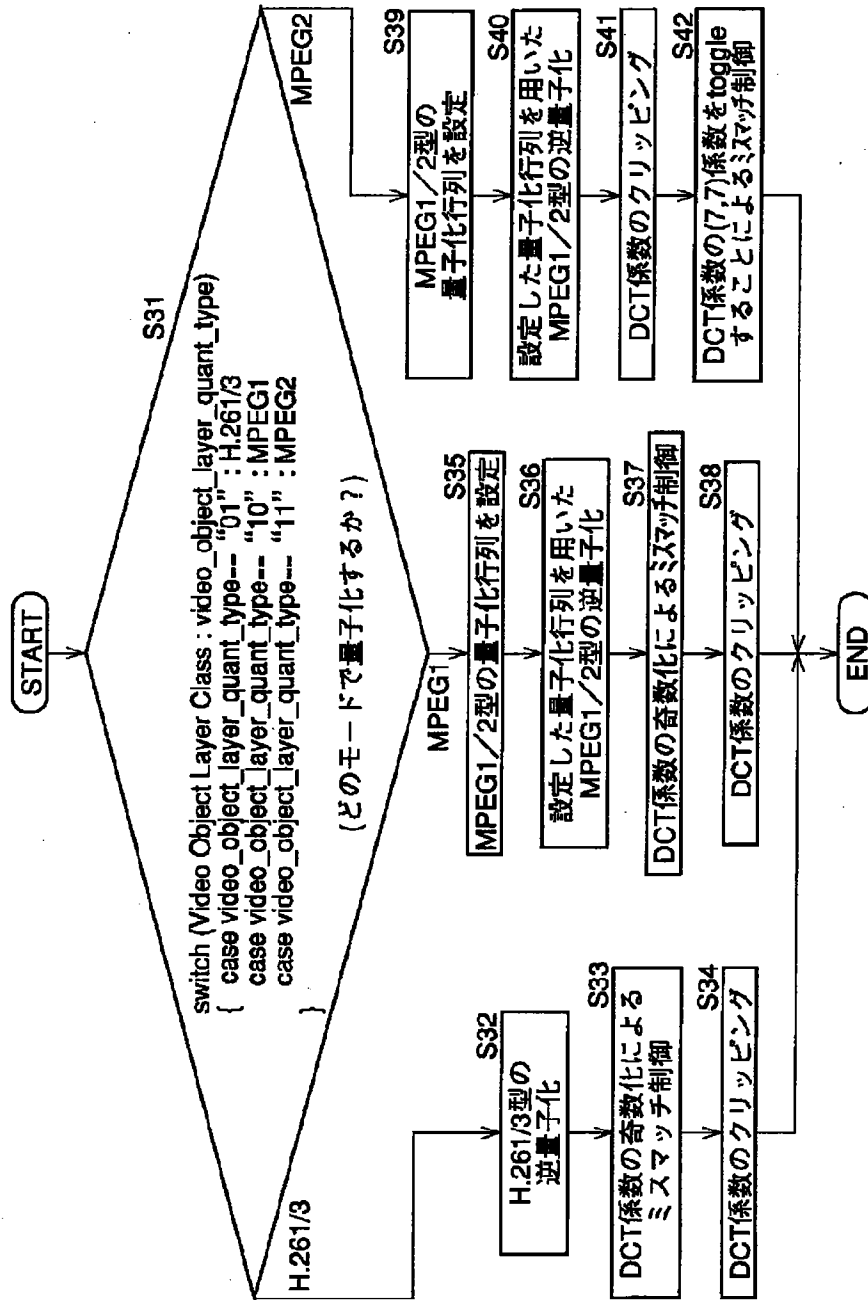 START
S31
switch (Video Object Layer Class : video_object_layer_quant_type)
{ case video_object_layer_quant_type== “01” : H.261/3
case video_object_layer_quant_type== “10” : MPEG1
case video_object_layer_quant_type== “11” : MPEG2
}
(どのモードで量子化するか?)
H.261/3
MPEG1
MPEG2
S32
H.261/3型の
逆量子化
S33
DCT係数の奇数化による
ミスマッチ制御
S34
DCT係数のクリッピング
S35
MPEG1/2型の量子化行列を設定
S36
設定した量子化行列を用いた
MPEG1/2型の逆量子化
S37
DCT係数の奇数化によるミスマッチ制御
S38
DCT係数のクリッピング
S39
MPEG1/2型の
量子化行列を設定
S40
設定した量子化行列を用いた
MPEG1/2型の逆量子化
S41
DCT係数のクリッピング
S42
DCT係数の(7,7)係数をtoggle
することによるミスマッチ制御
END